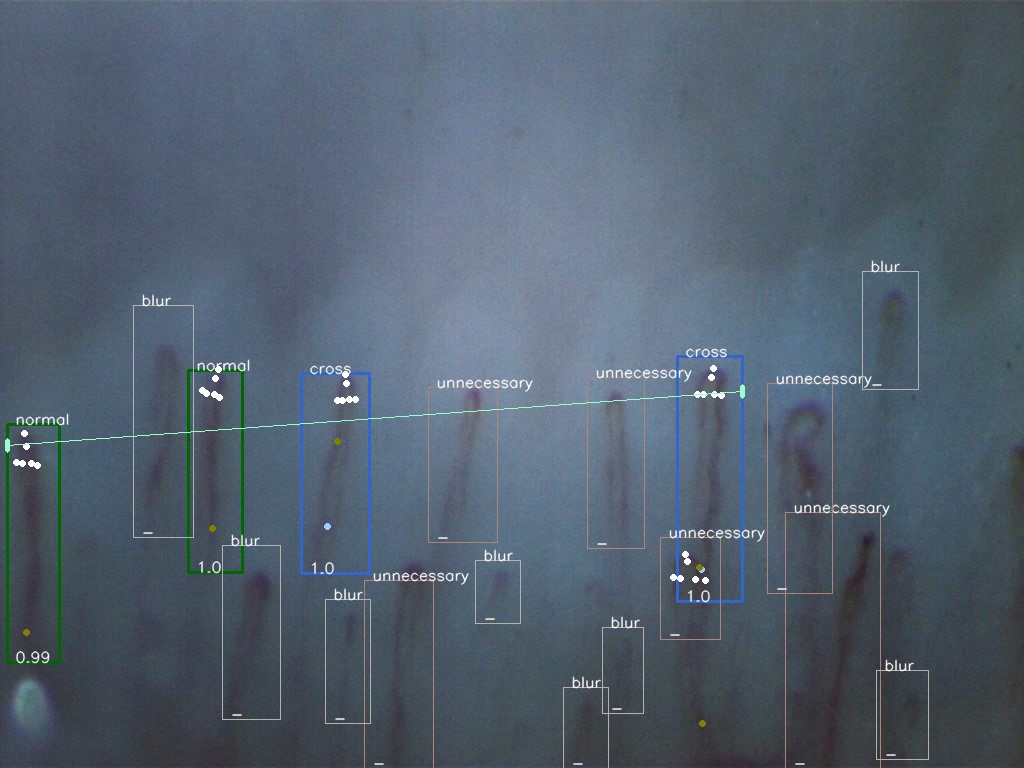 blur
blur
cross
normal
cross
unnecessary
unnecessary
unnecessary_
normal
_
_
_
unnecessary
unnecessary
blur
blur
1.0
1.0
unnecessary
_
blur
1.0
blur
_
_
0.99
blur
blur
_
_
_
_
_
_
_